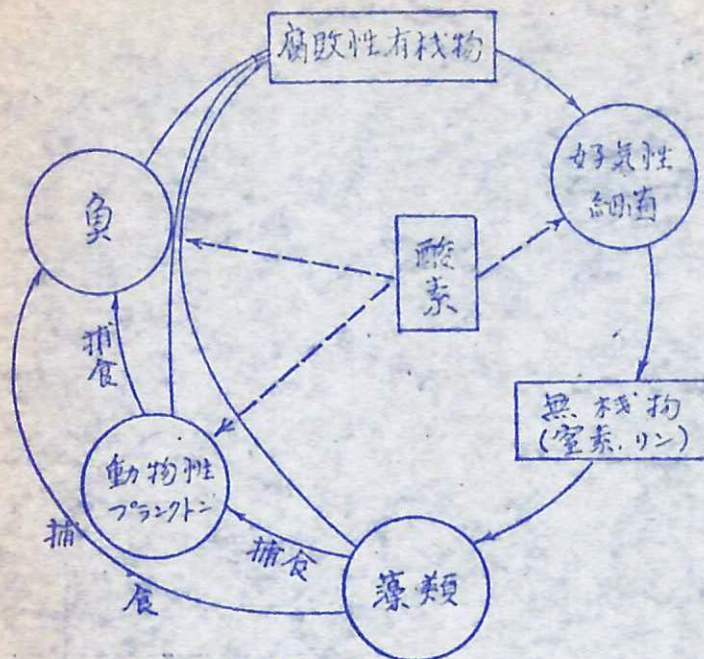 腐敗性有機物
好気性
細菌
魚
酸
素
捕
食
無機物
(窒素.リン)
動物性
プランクトン
捕
食
捕食
藻類